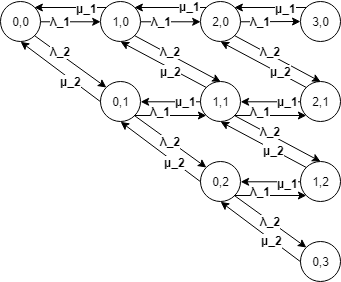 μ_1 μ_1 μ_1
0,0 λ_1 1,0 λ_1 2,0 λ_1 3,0
λ_2 λ_2 λ_2
μ_2 μ_2 μ_2
0,1 μ_1 1,1 μ_1 2,1
λ_1 λ_1
λ_2 λ_2
μ_2 μ_2
0,2 μ_1 1,2
λ_1
λ_2
μ_2
0,3